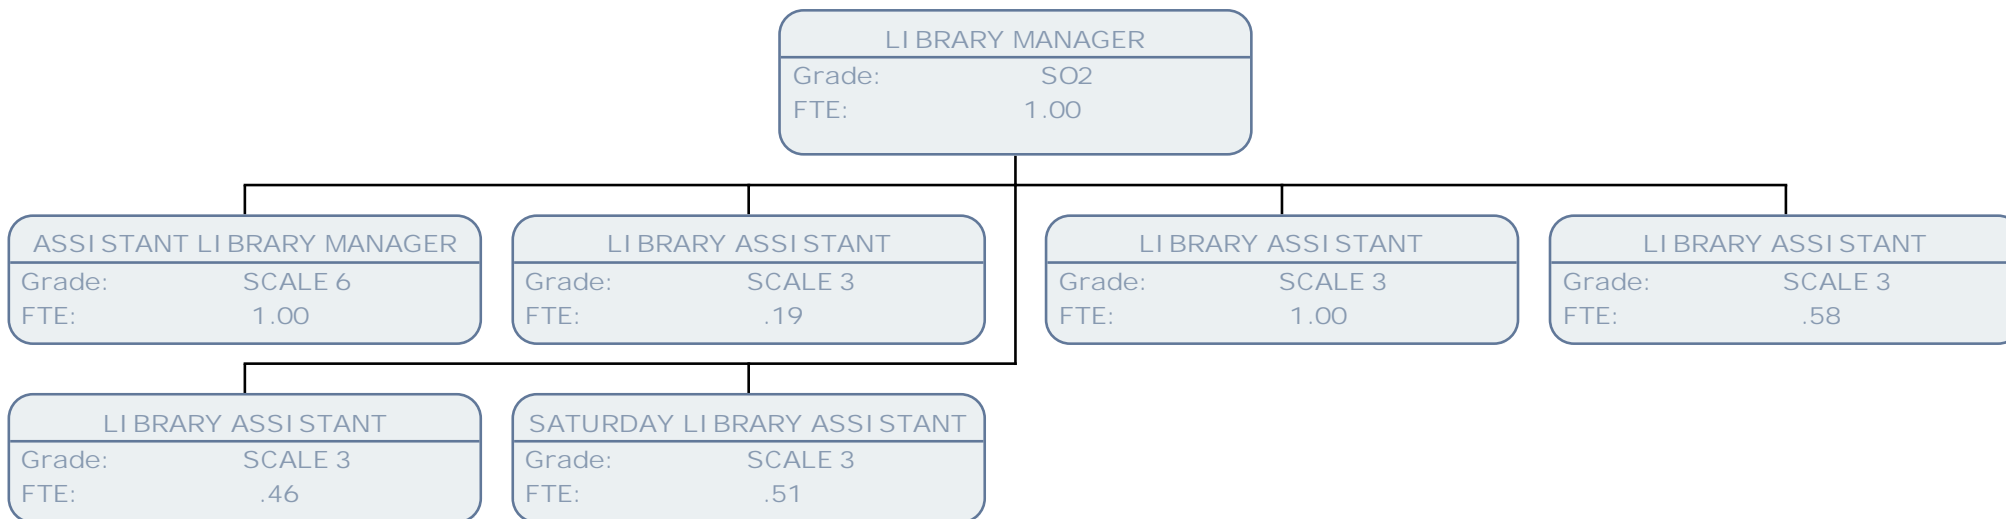 LIBRARY MANAGER
Grade: SO2
FTE: 1.00
ASSISTANT LIBRARY MANAGER
Grade: SCALE 6
FTE: 1.00
LIBRARY ASSISTANT
Grade: SCALE 3
FTE: .19
LIBRARY ASSISTANT
Grade: SCALE 3
FTE: 1.00
LIBRARY ASSISTANT
Grade: SCALE 3
FTE: .58
LIBRARY ASSISTANT
Grade: SCALE 3
FTE: .46
SATURDAY LIBRARY ASSISTANT
Grade: SCALE 3
FTE: .51